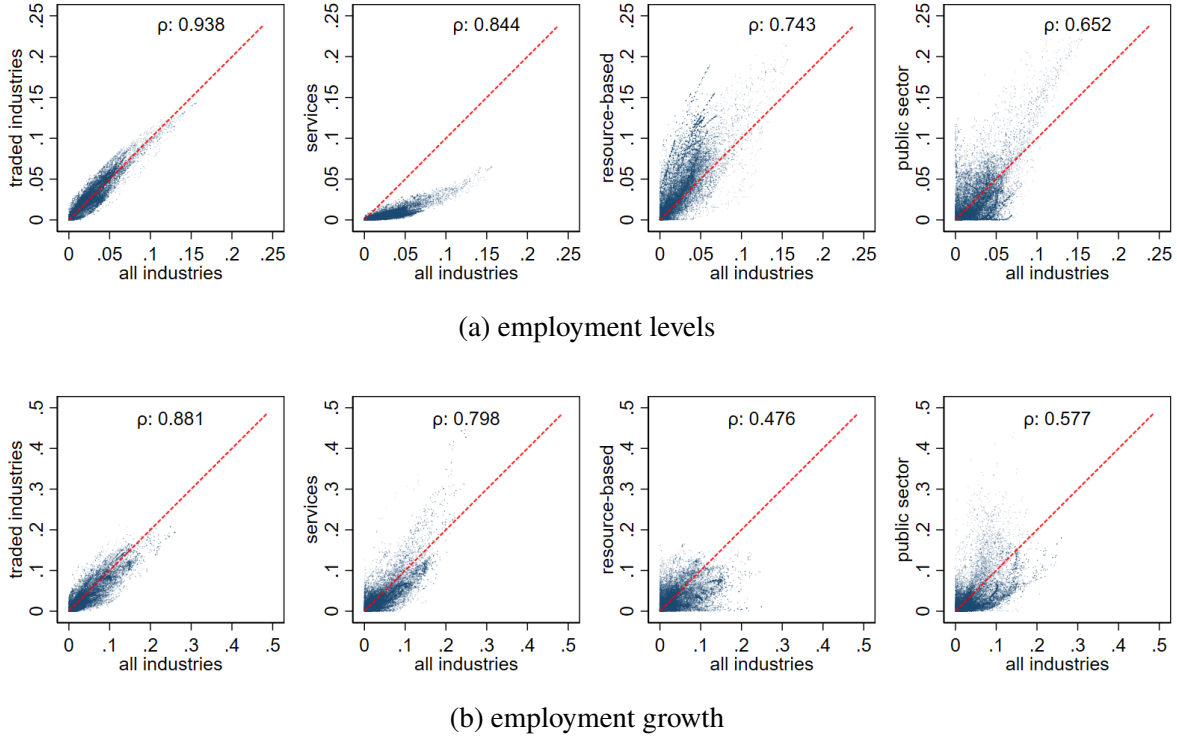 ρ: 0.938
traded industries
0 .05 .1 .15 .2 .25
0 .05 .1 .15 .2 .25
all industries
ρ: 0.844
services
0 .05 .1 .15 .2 .25
0 .05 .1 .15 .2 .25
all industries
ρ: 0.743
resource-based
0 .05 .1 .15 .2 .25
0 .05 .1 .15 .2 .25
all industries
ρ: 0.652
public sector
0 .05 .1 .15 .2 .25
0 .05 .1 .15 .2 .25
all industries
(a) employment levels
ρ: 0.881
traded industries
0 .1 .2 .3 .4 .5
0 .1 .2 .3 .4 .5
all industries
ρ: 0.798
services
0 .1 .2 .3 .4 .5
0 .1 .2 .3 .4 .5
all industries
ρ: 0.476
resource-based
0 .1 .2 .3 .4 .5
0 .1 .2 .3 .4 .5
all industries
ρ: 0.577
public sector
0 .1 .2 .3 .4 .5
0 .1 .2 .3 .4 .5
all industries
(b) employment growth